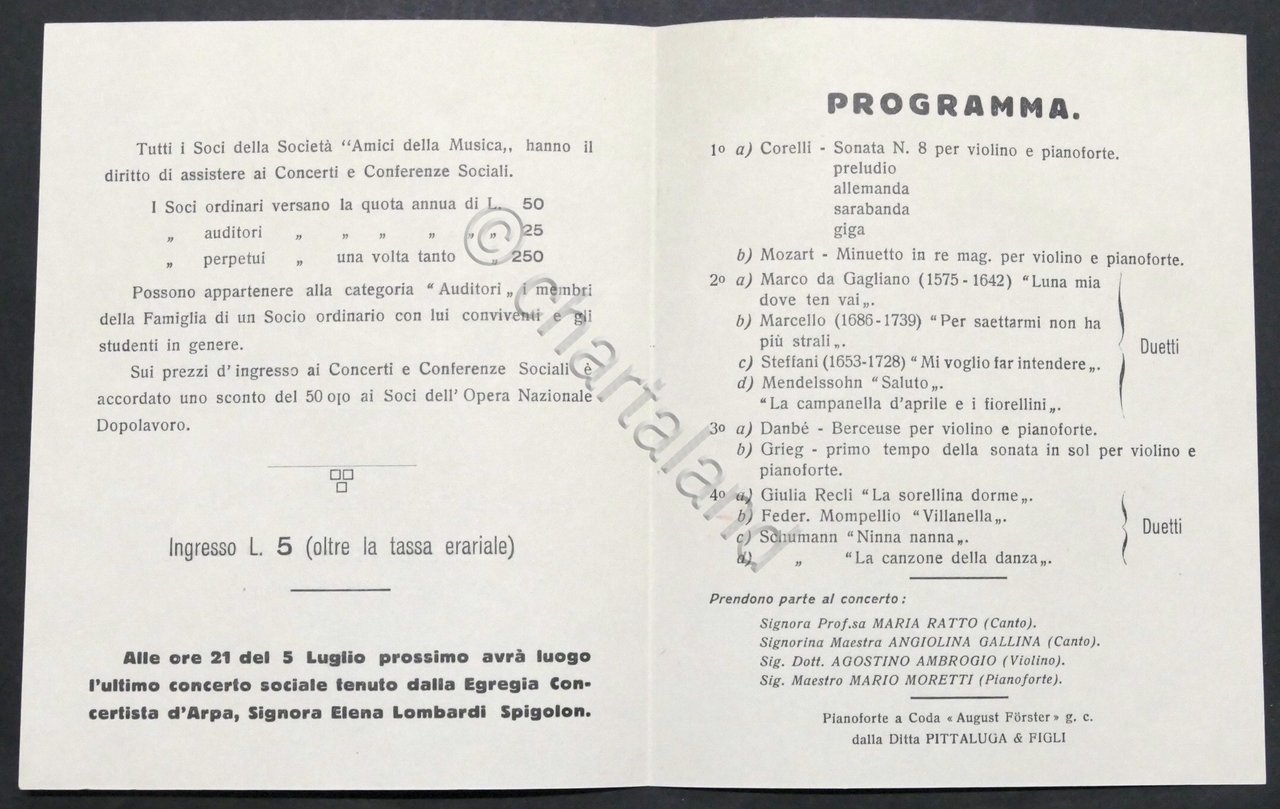 Tutti i Soci della Società “Amici della Musica„ hanno il
diritto di assistere ai Concerti e Conferenze Sociali.
I Soci ordinari versano la quota annua di L. 50
„ auditori „ „ „ „ „ „ 25
„ perpetui „ una volta tanto „ 250
Possono appartenere alla categoria “Auditori„ i membri
della Famiglia di un Socio ordinario con lui conviventi e gli
studenti in genere.
Sui prezzi d'ingresso ai Concerti e Conferenze Sociali è
accordato uno sconto del 50 o|o ai Soci dell'Opera Nazionale
Dopolavoro.
Ingresso L. 5 (oltre la tassa erariale)
Alle ore 21 del 5 Luglio prossimo avrà luogo
l'ultimo concerto sociale tenuto dalla Egregia Con-
certista d'Arpa, Signora Elena Lombardi Spigolon.
PROGRAMMA.
1º a) Corelli - Sonata N. 8 per violino e pianoforte.
preludio
allemanda
sarabanda
giga
b) Mozart - Minuetto in re mag. per violino e pianoforte.
2º a) Marco da Gagliano (1575-1642) “Luna mia
dove ten vai„.
b) Marcello (1686-1739) “Per saettarmi non ha
più strali„.
c) Steffani (1653-1728) “Mi voglio far intendere„.
d) Mendelssohn “Saluto„.
“La campanella d'aprile e i fiorellini„.
Duetti
3º a) Danbé - Berceuse per violino e pianoforte.
b) Grieg - primo tempo della sonata in sol per violino e
pianoforte.
4º a) Giulia Recli “La sorellina dorme„.
b) Feder. Mompellio “Villanella„.
c) Schumann “Ninna nanna„.
d) „ “La canzone della danza„.
Duetti
Prendono parte al concerto:
Signora Prof.sa MARIA RATTO (Canto).
Signorina Maestra ANGIOLINA GALLINA (Canto).
Sig. Dott. AGOSTINO AMBROGIO (Violino).
Sig. Maestro MARIO MORETTI (Pianoforte).
Pianoforte a Coda « August Förster » g. c.
dalla Ditta PITTALUGA & FIGLI
© chartaland